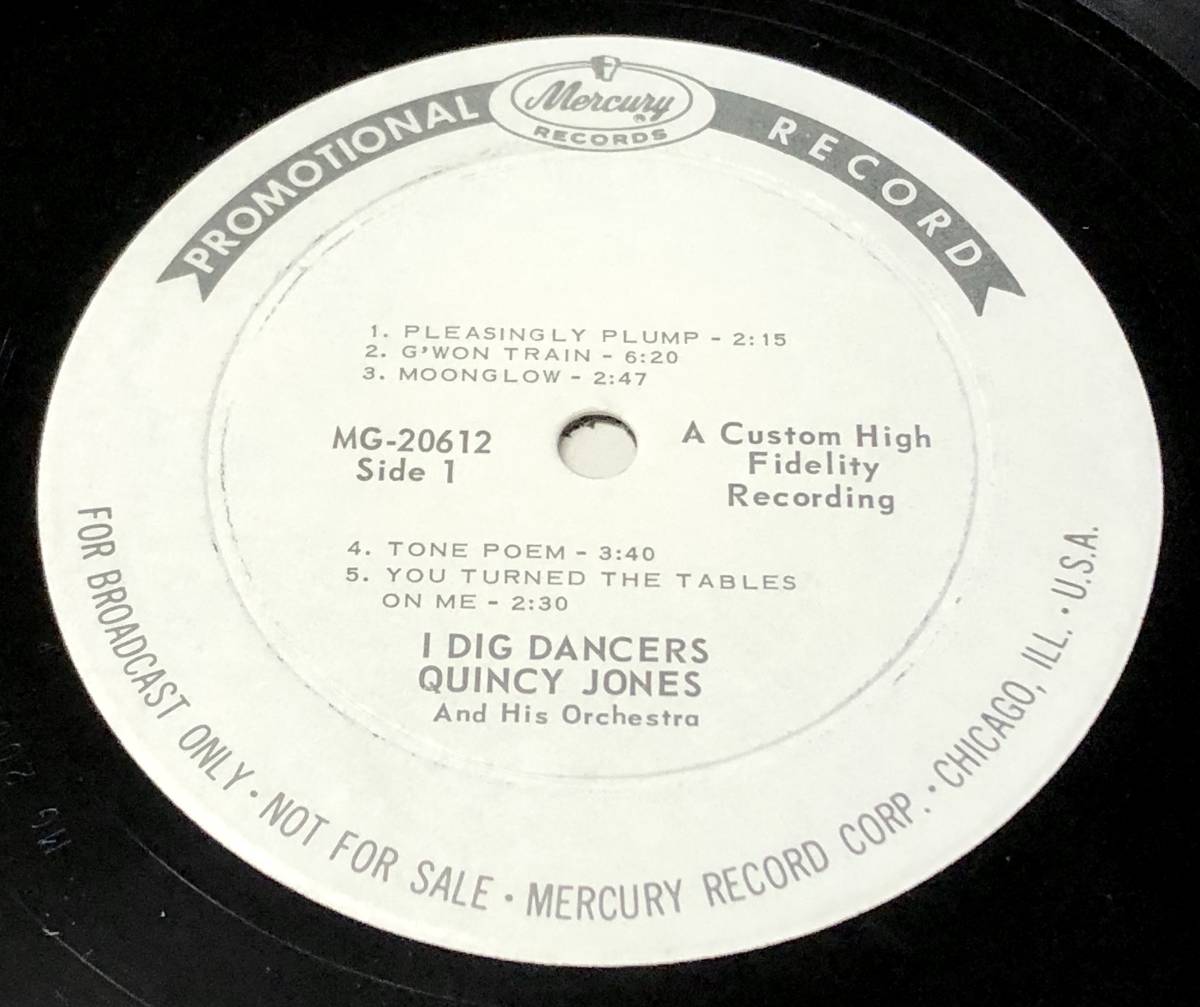 PROMOTIONAL RECORD
Mercury
RECORDS
1. PLEASINGLY PLUMP - 2:15
2. G'WON TRAIN - 6:20
3. MOONGLOW - 2:47
MG-20612
Side 1
A Custom High
Fidelity
Recording
4. TONE POEM - 3:40
5. YOU TURNED THE TABLES
ON ME - 2:30
I DIG DANCERS
QUINCY JONES
And His Orchestra
FOR BROADCAST ONLY · NOT FOR SALE · MERCURY RECORD CORP. · CHICAGO, ILL. · U.S.A.